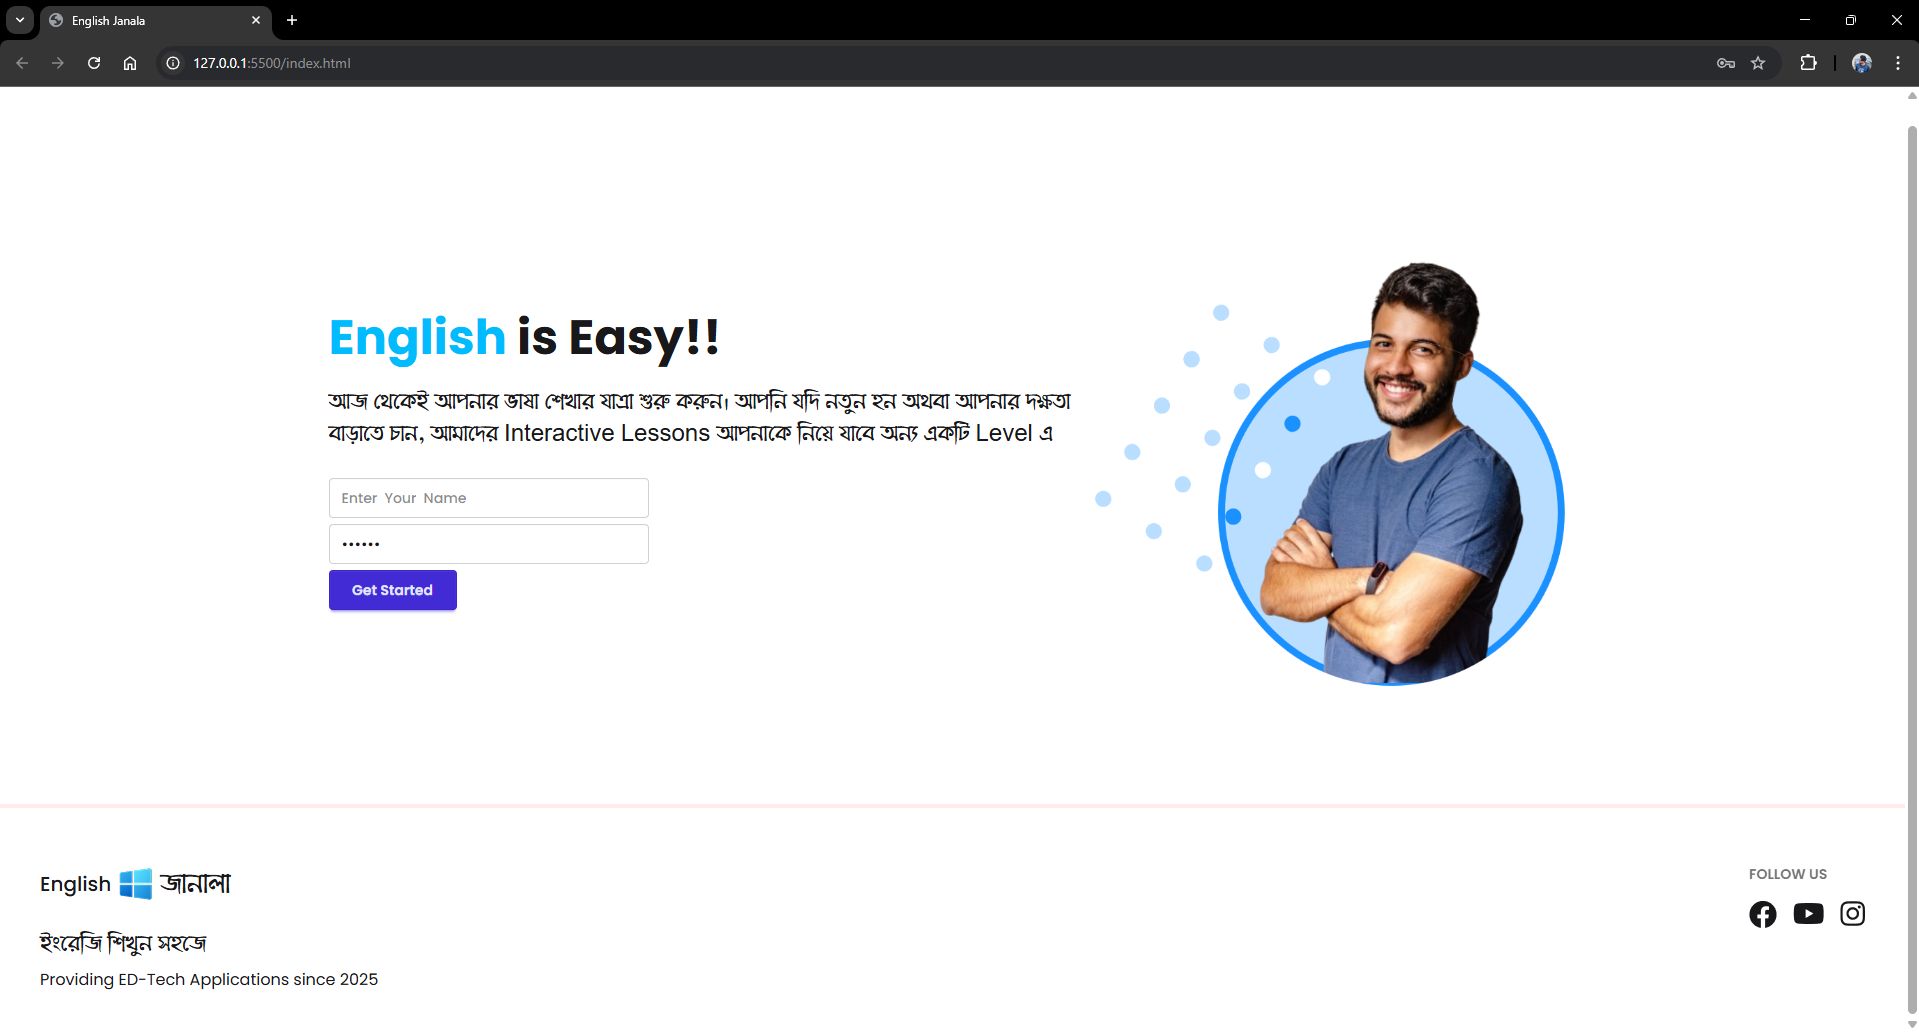 English Janala
127.0.0.1:5500/index.html
English is Easy!!
আজ থেকেই আপনার ভাষা শেখার যাত্রা শুরু করুন। আপনি যদি নতুন হন অথবা আপনার দক্ষতা
বাড়াতে চান, আমাদের Interactive Lessons আপনাকে নিয়ে যাবে অন্য একটি Level এ
Enter Your Name
••••••
Get Started
English জানালা
ইংরেজি শিখুন সহজে
Providing ED-Tech Applications since 2025
FOLLOW US